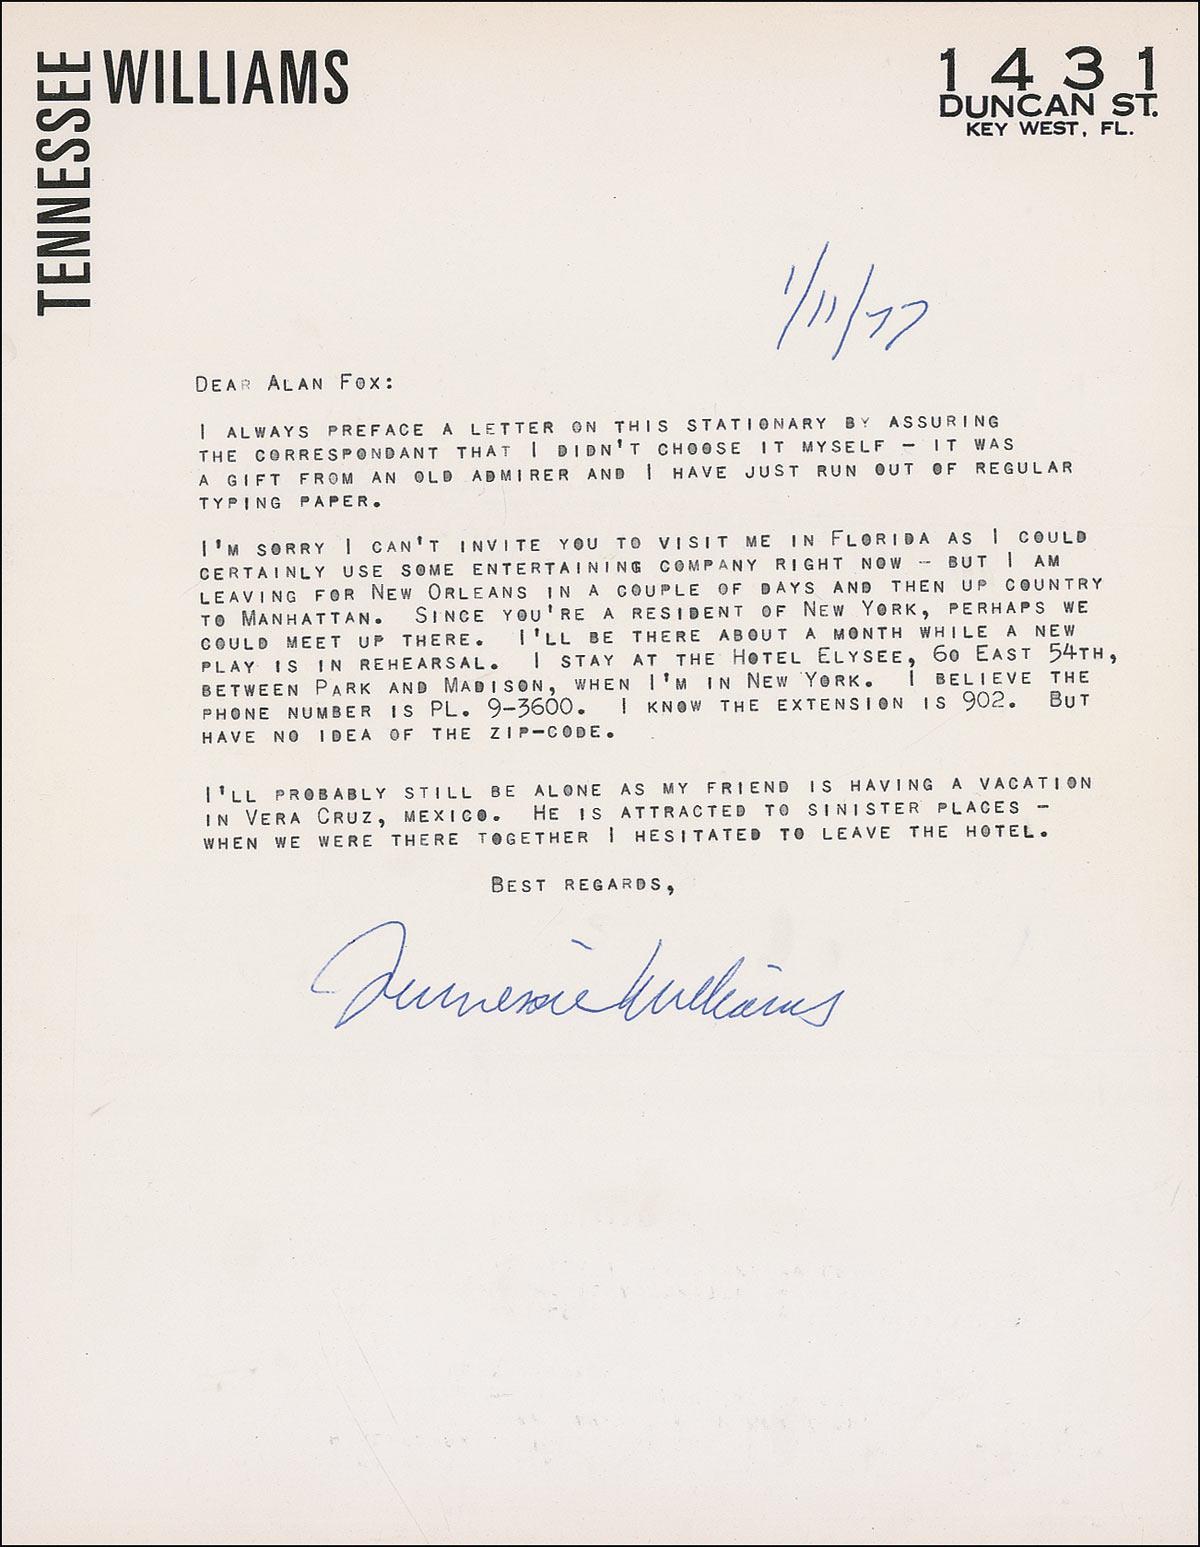 TENNESSEE WILLIAMS
1431
DUNCAN ST.
KEY WEST, FL.
1/11/77
Dear Alan Fox:
I always preface a letter on this stationary by assuring
the correspondant that I didn't choose it myself – it was
a gift from an old admirer and I have just run out of regular
typing paper.
I'm sorry I can't invite you to visit me in Florida as I could
certainly use some entertaining company right now – but I am
leaving for New Orleans in a couple of days and then up country
to Manhattan. Since you're a resident of New York, perhaps we
could meet up there. I'll be there about a month while a new
play is in rehearsal. I stay at the Hotel Elysee, 60 East 54th,
between Park and Madison, when I'm in New York. I believe the
phone number is PL. 9-3600. I know the extension is 902. But
have no idea of the zip-code.
I'll probably still be alone as my friend is having a vacation
in Vera Cruz, mexico. He is attracted to sinister places –
when we were there together I hesitated to leave the hotel.
Best regards,
Tennessee Williams